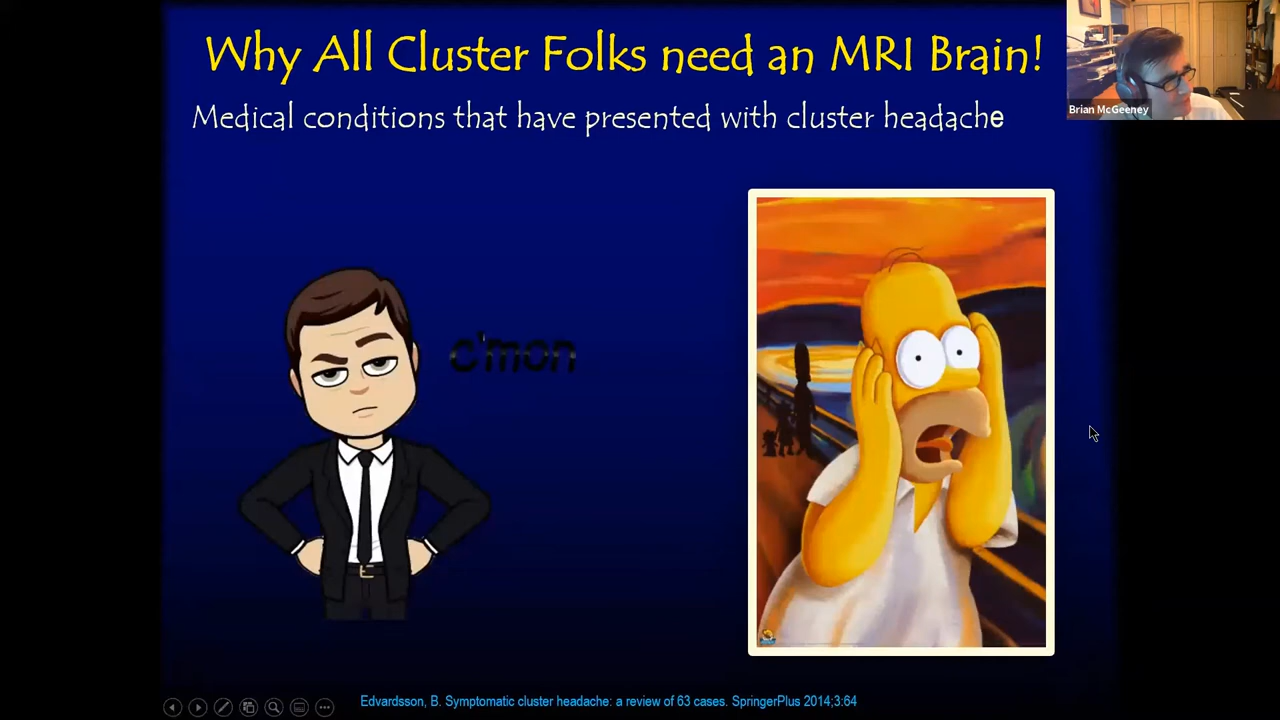 Why All Cluster Folks need an MRI Brain!
Brian McGeeney
Medical conditions that have presented with cluster headache
c'mon
Edvardsson, B. Symptomatic cluster headache: a review of 63 cases. SpringerPlus 2014;3:64